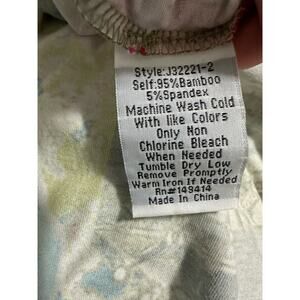 Style:J32221-2
Self:95%Bamboo
5%Spandex
Machine Wash Cold
With like Colors
Only Non
Chlorine Bleach
When Needed
Tumble Dry Low
Remove Promptly
Warm Iron If Needed
Rn#149414
Made In China